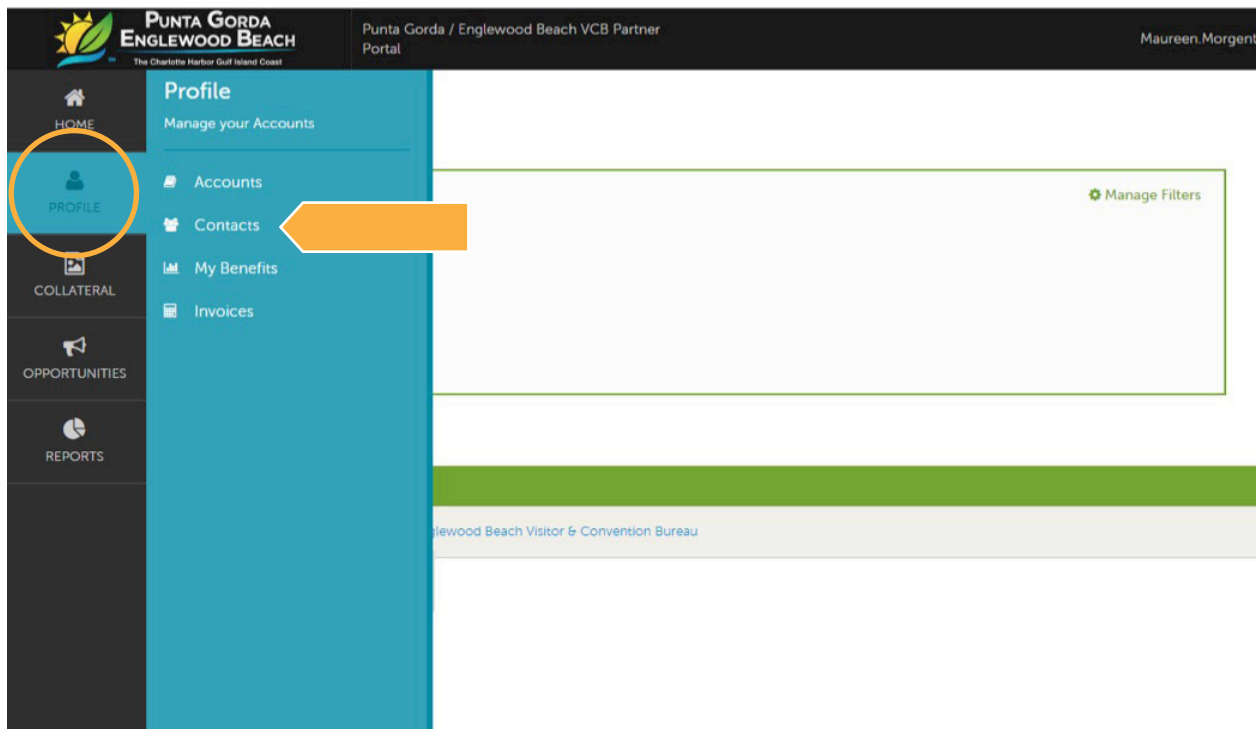 PUNTA GORDA
ENGLEWOOD BEACH
The Charlotte Harbor Gulf Island Coast
Punta Gorda / Englewood Beach VCB Partner
Portal
Maureen.Morgent
HOME
PROFILE
COLLATERAL
OPPORTUNITIES
REPORTS
Profile
Manage your Accounts
Accounts
Contacts
My Benefits
Invoices
Manage Filters
glewood Beach Visitor & Convention Bureau